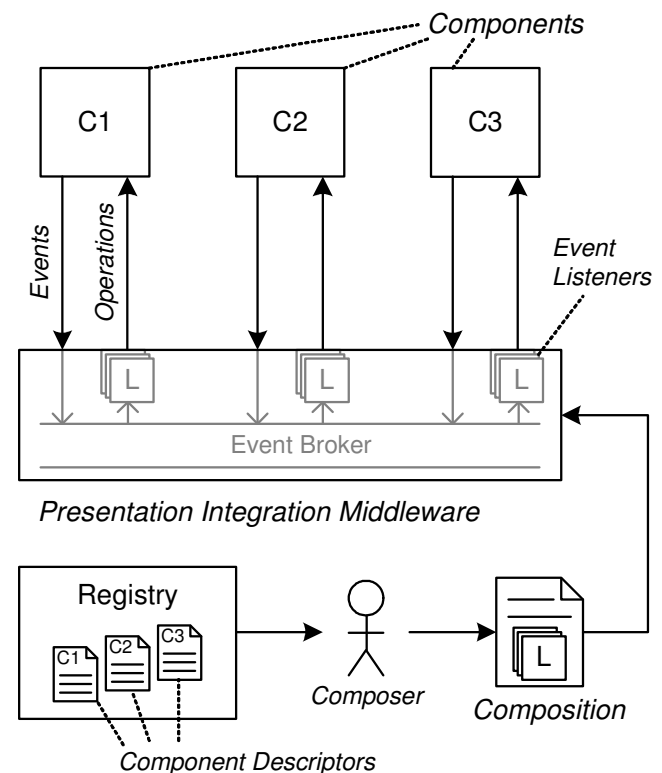 Components
C1
C2
C3
Events
Operations
Event
Listeners
L
L
L
Event Broker
Presentation Integration Middleware
Registry
C1
C2
C3
L
Composer
Composition
Component Descriptors